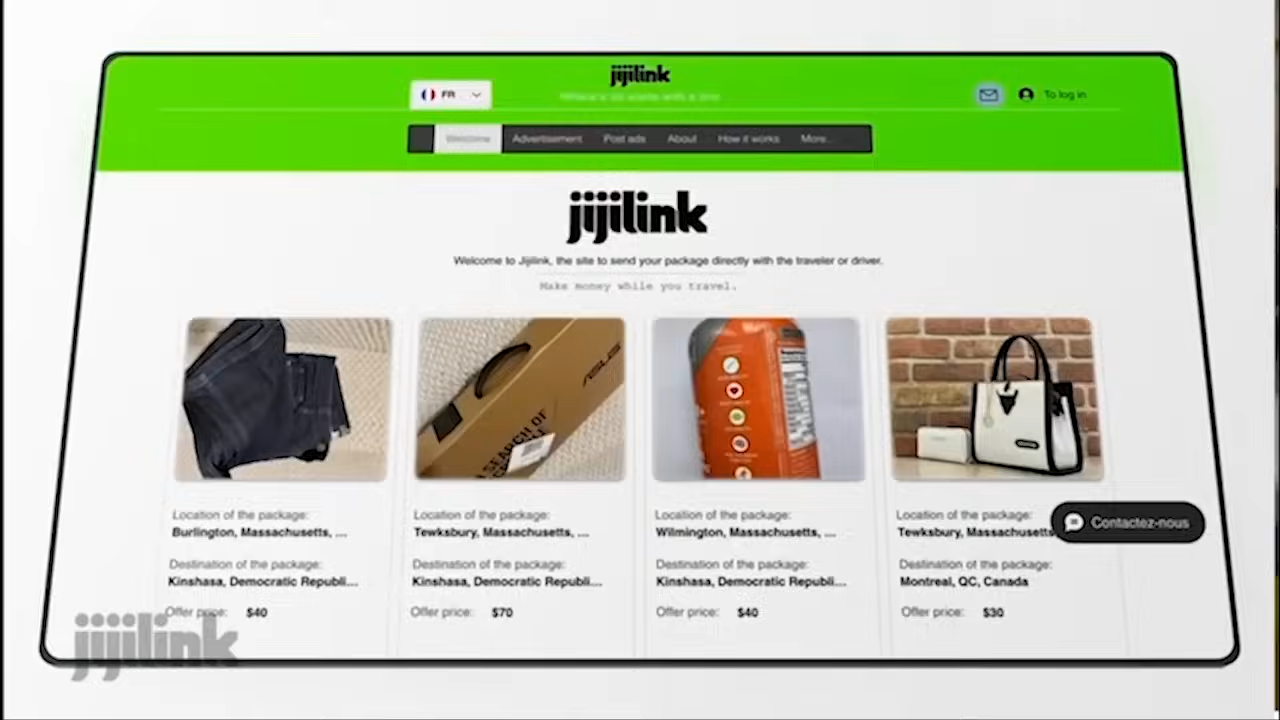 jijilink
FR
To log in
Welcome
Advertisement
Post ads
About
How it works
More...
jijilink
Welcome to Jijilink, the site to send your package directly with the traveler or driver.
Make money while you travel.
ASUS
SEARCH OF
Location of the package:
Burlington, Massachusetts, ...
Destination of the package:
Kinshasa, Democratic Republi...
Offer price: $40
Location of the package:
Tewksbury, Massachusetts, ...
Destination of the package:
Kinshasa, Democratic Republi...
Offer price: $70
Location of the package:
Wilmington, Massachusetts, ...
Destination of the package:
Kinshasa, Democratic Republi...
Offer price: $40
Location of the package:
Tewksbury, Massachusetts
Destination of the package:
Montreal, QC, Canada
Offer price: $30
Contactez-nous
jijilink